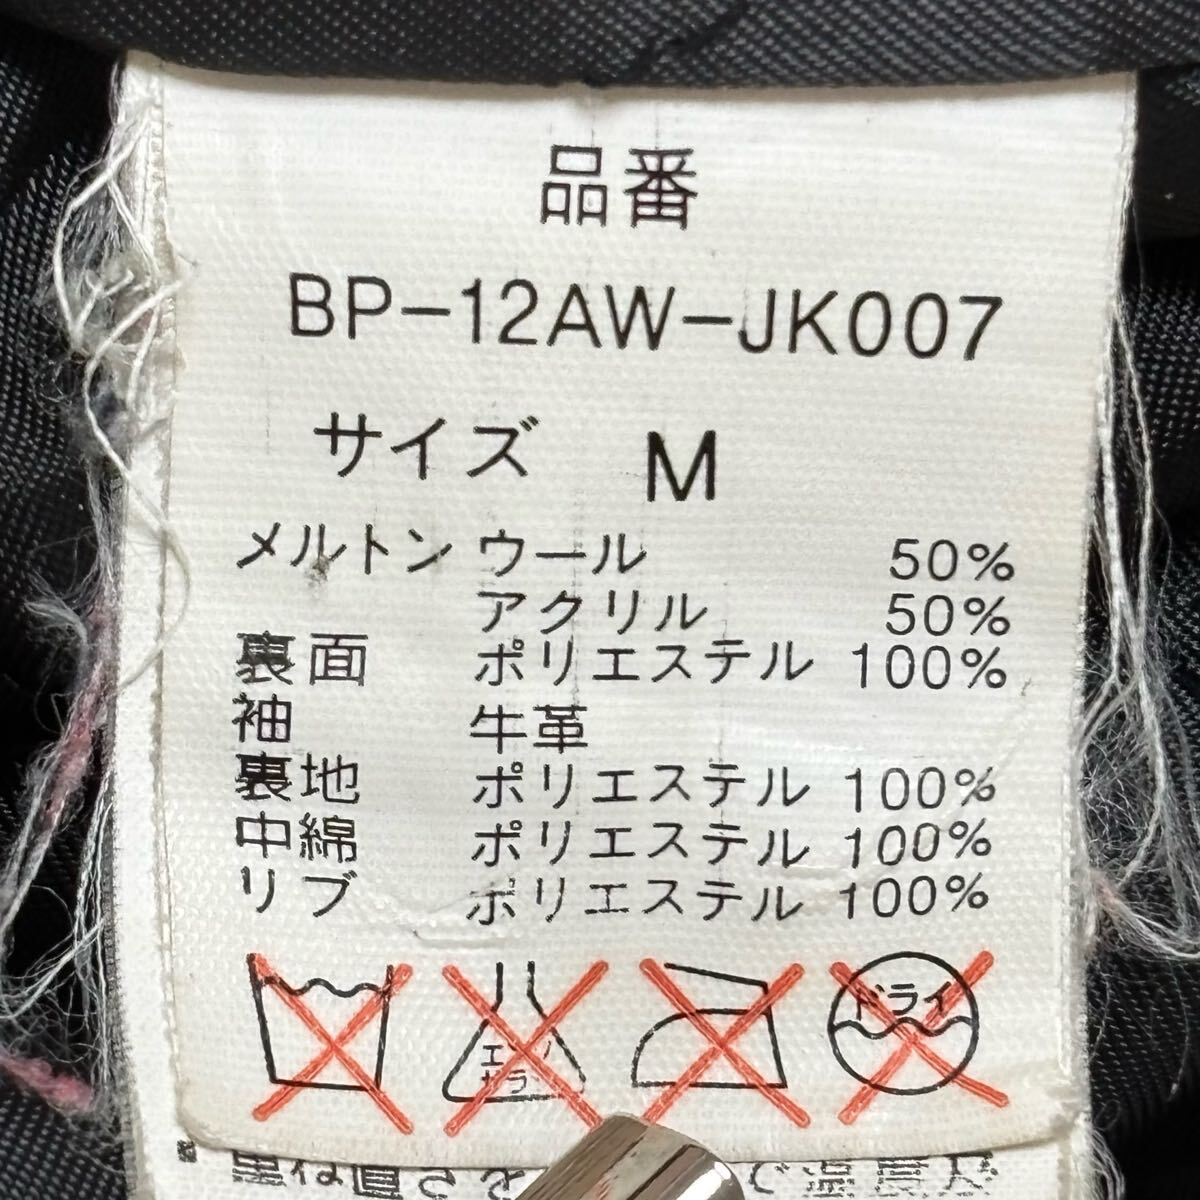 品番
BP-12AW-JK007
サイズ M
メルトン ウール 50%
アクリル 50%
裏面 ポリエステル 100%
袖 牛革
裏地 ポリエステル 100%
中綿 ポリエステル 100%
リブ ポリエステル 100%
エンソ サラシ ドライ